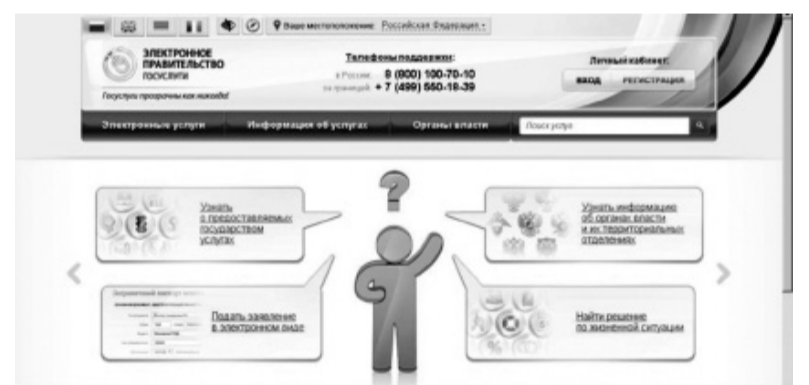 Ваше местоположение: Российская Федерация
ЭЛЕКТРОННОЕ
ПРАВИТЕЛЬСТВО
ГОСУСЛУГИ
Госуслуги прозрачны как никогда!
Телефоны поддержки:
в России: 8 (800) 100-70-10
за границей: + 7 (499) 550-18-39
Личный кабинет:
ВХОД РЕГИСТРАЦИЯ
Электронные услуги Информация об услугах Органы власти Поиск услуг
Узнать
о предоставляемых
государством
услугах
Узнать информацию
об органах власти
и их территориальных
отделениях
Подать заявление
в электронном виде
Найти решение
по жизненной ситуации